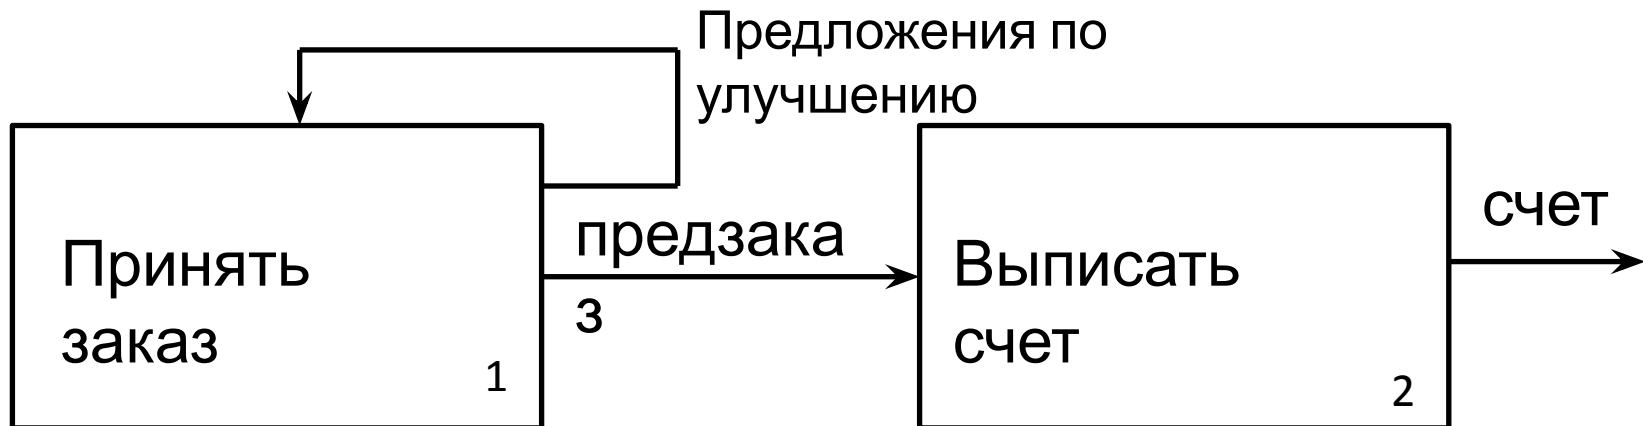 Предложения по
улучшению
Принять
заказ
1
предзака
з
Выписать
счет
2
счет